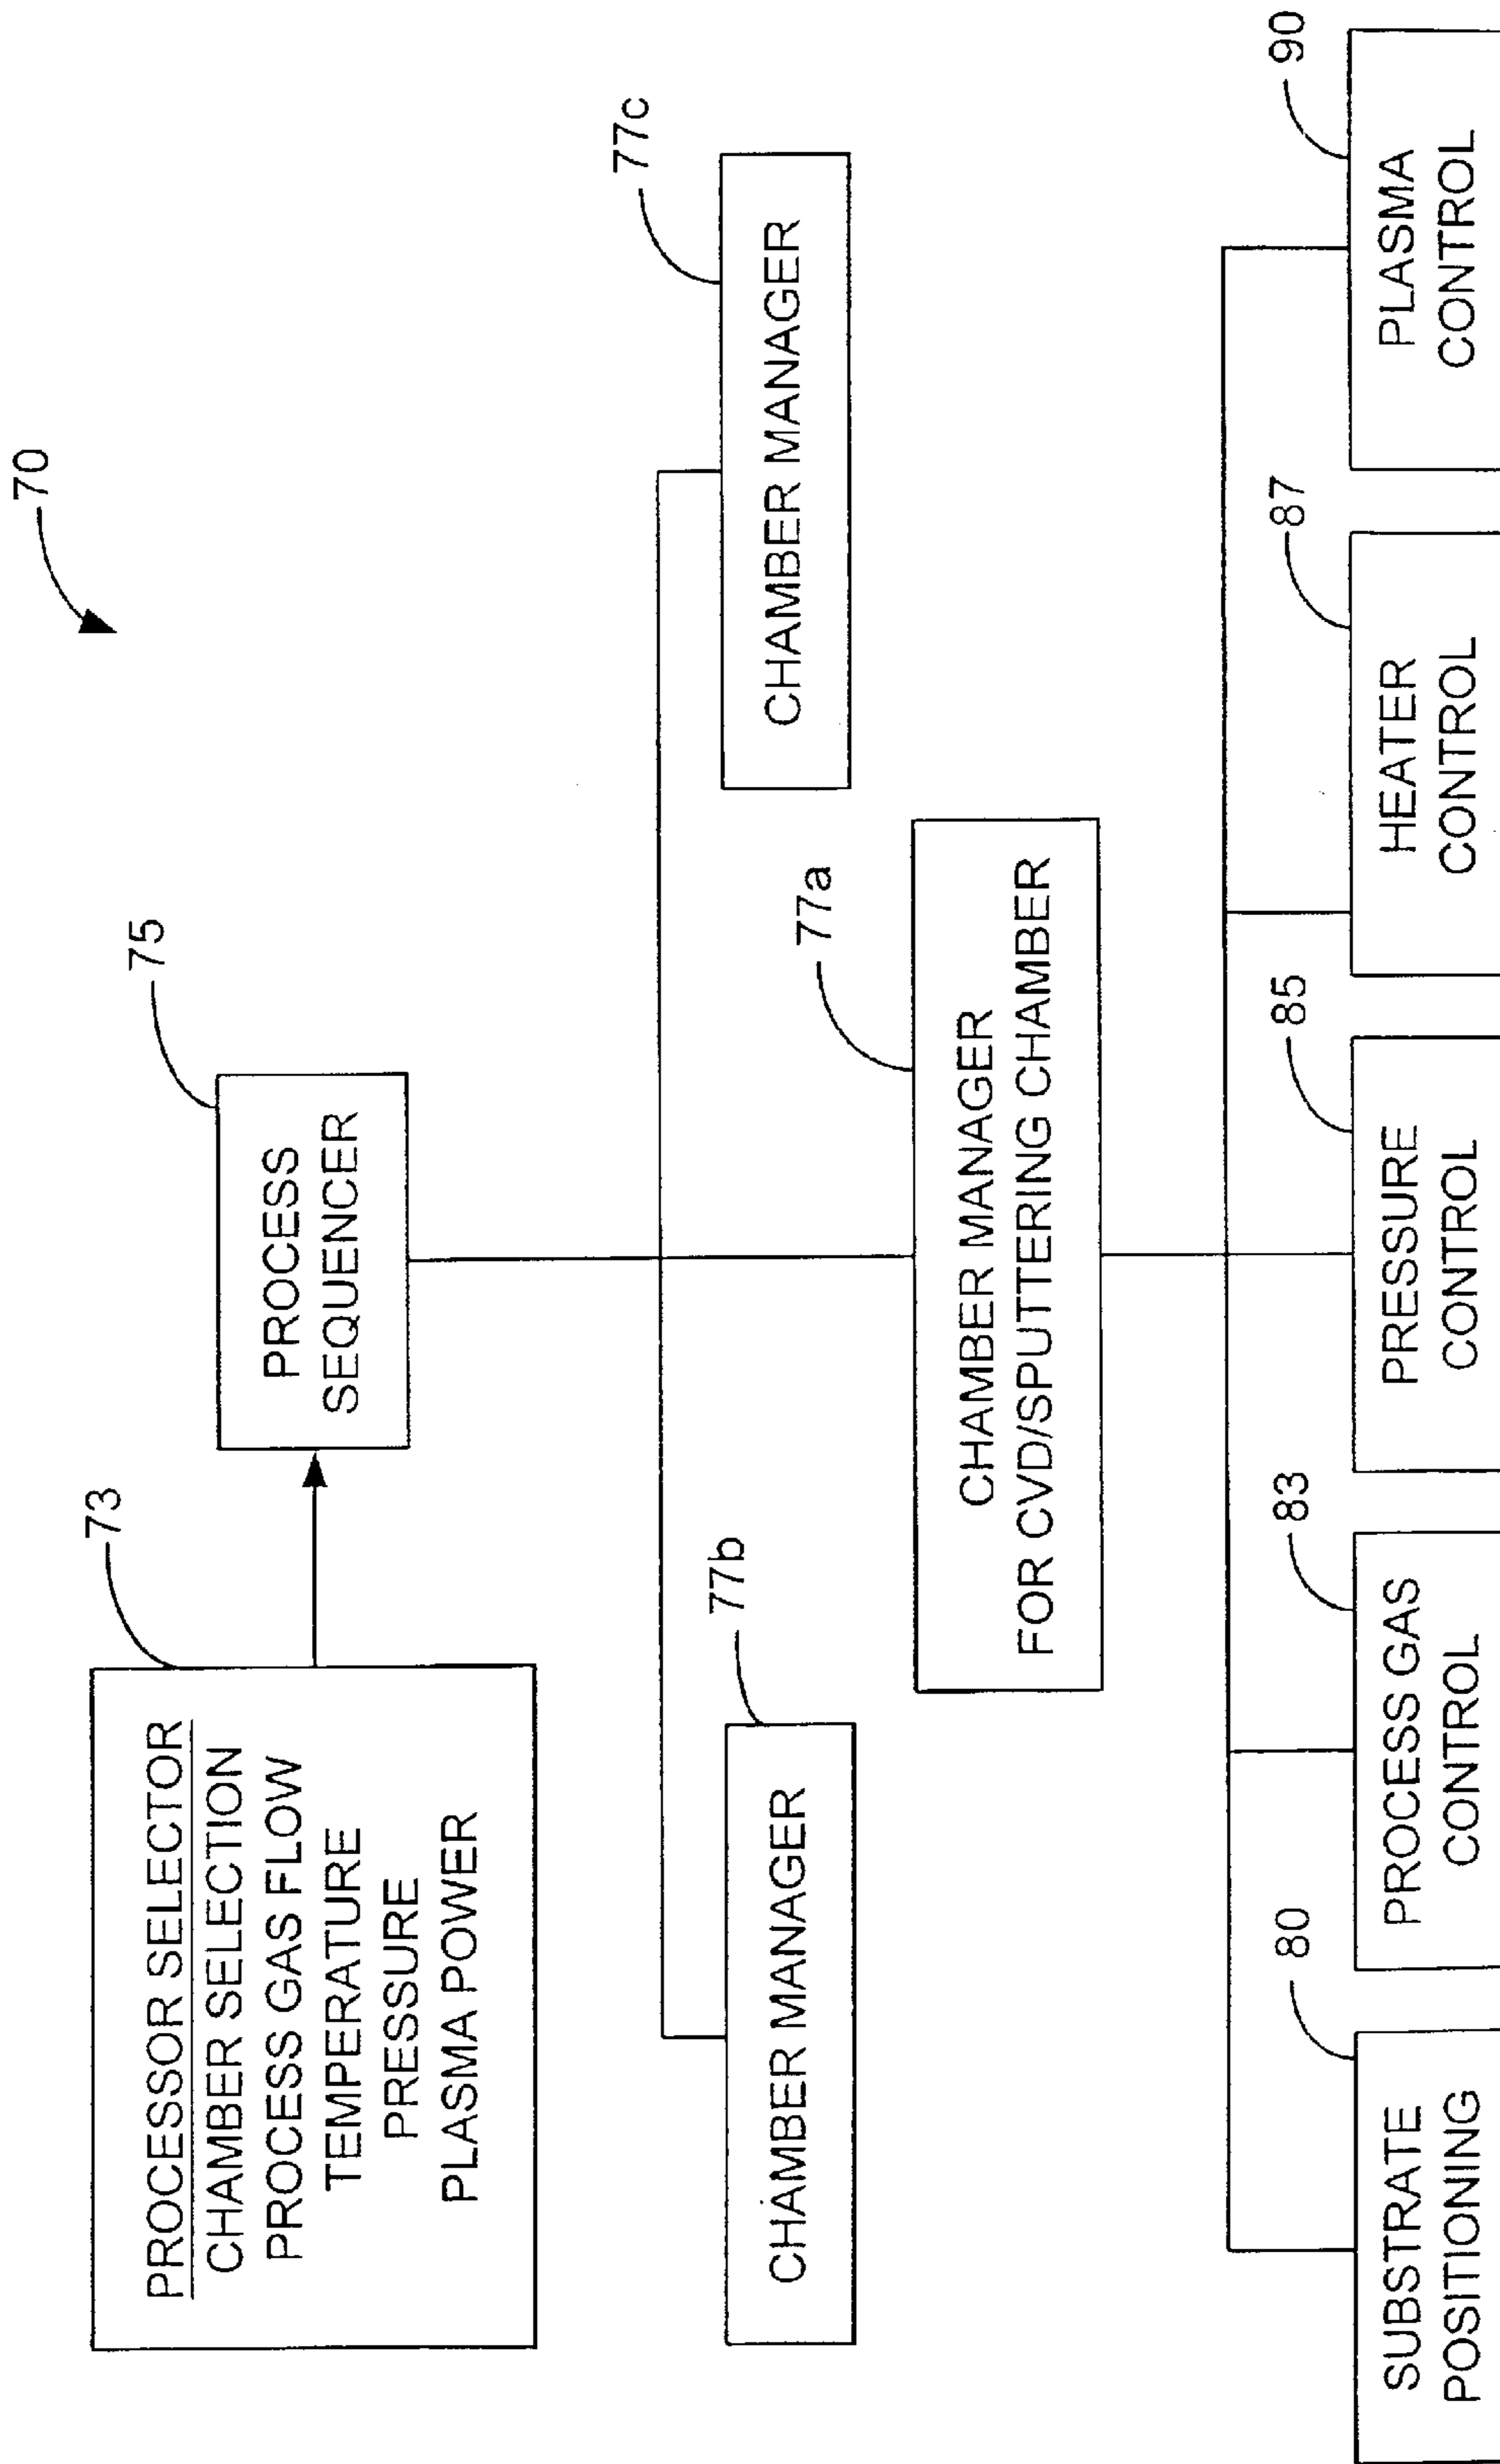 70
73
PROCESSOR SELECTOR
CHAMBER SELECTION
PROCESS GAS FLOW
TEMPERATURE
PRESSURE
PLASMA POWER
75
PROCESS
SEQUENCER
77b
CHAMBER MANAGER
77c
CHAMBER MANAGER
77a
CHAMBER MANAGER
FOR CVD/SPUTTERING CHAMBER
80
SUBSTRATE
POSITIONING
83
PROCESS GAS
CONTROL
85
PRESSURE
CONTROL
87
HEATER
CONTROL
90
PLASMA
CONTROL